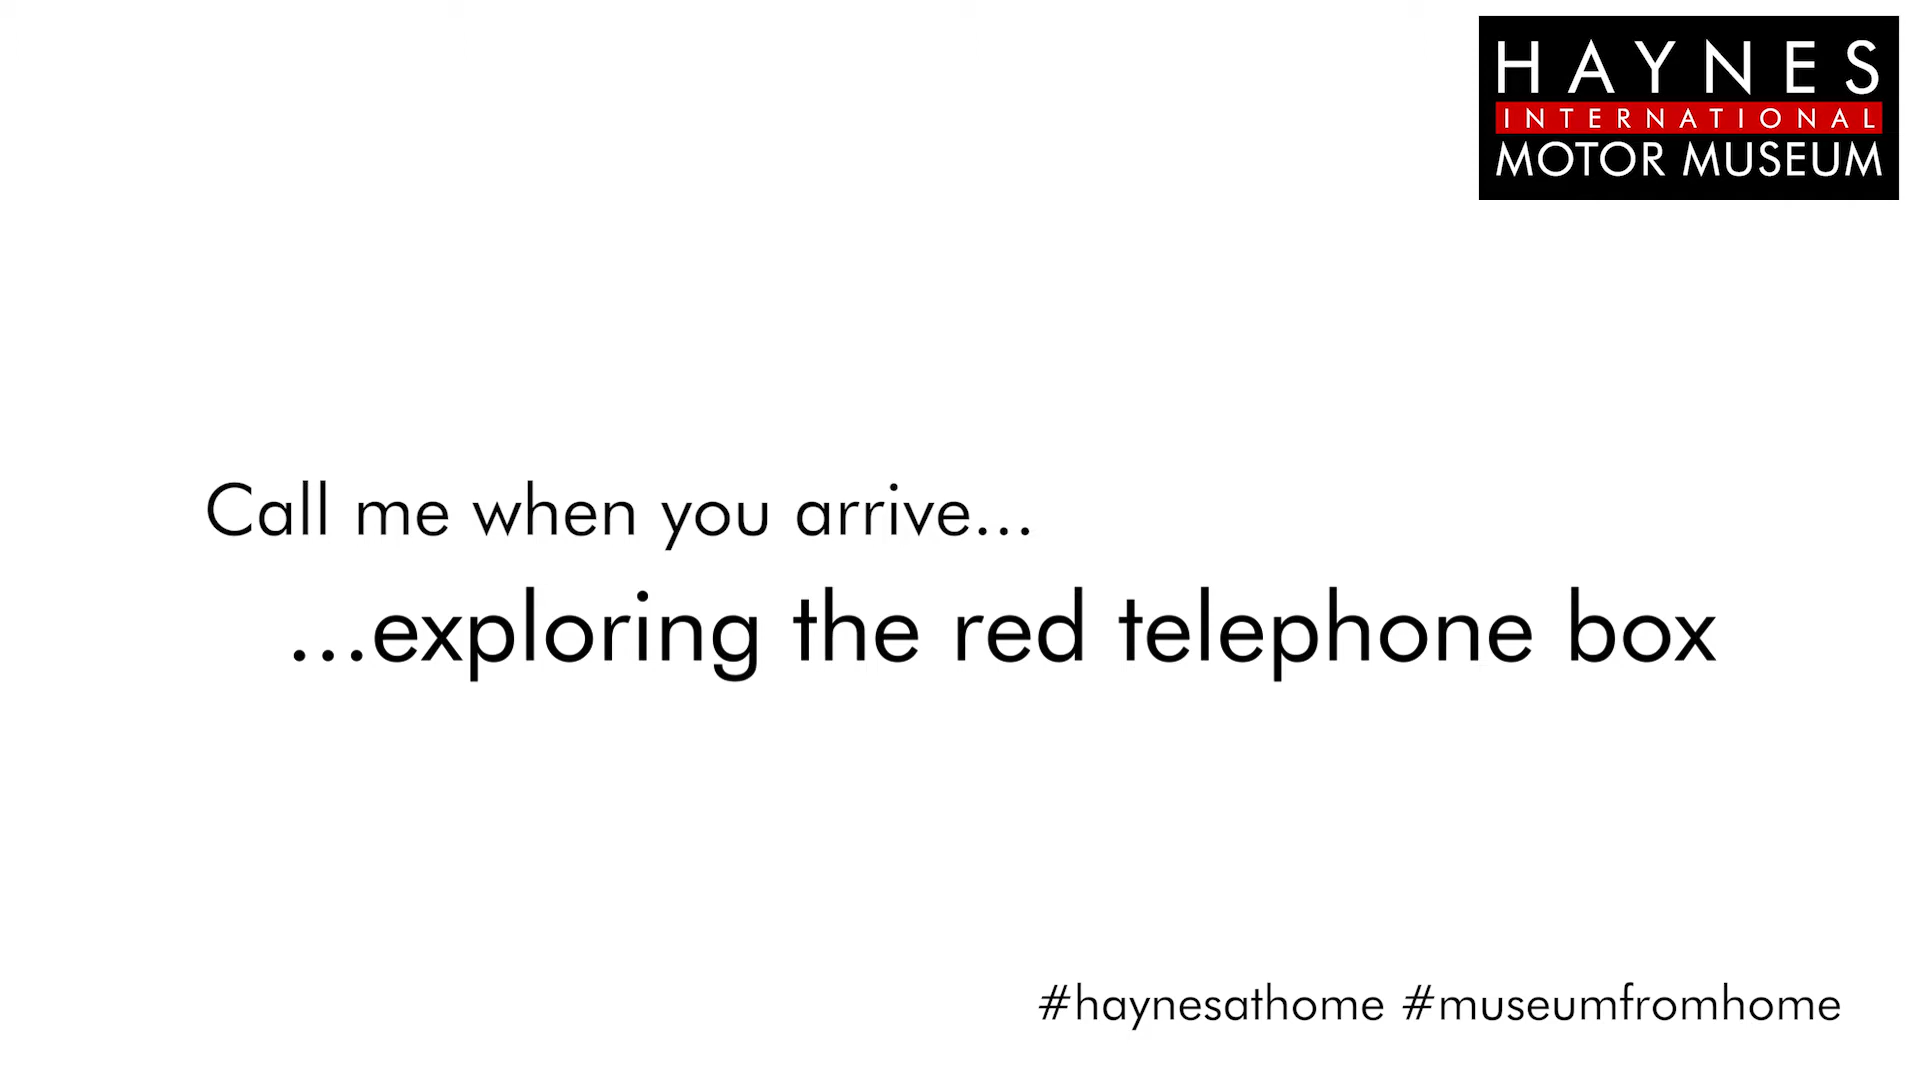 HAYNES
INTERNATIONAL
MOTOR MUSEUM
Call me when you arrive...
...exploring the red telephone box
#haynesathome #museumfromhome